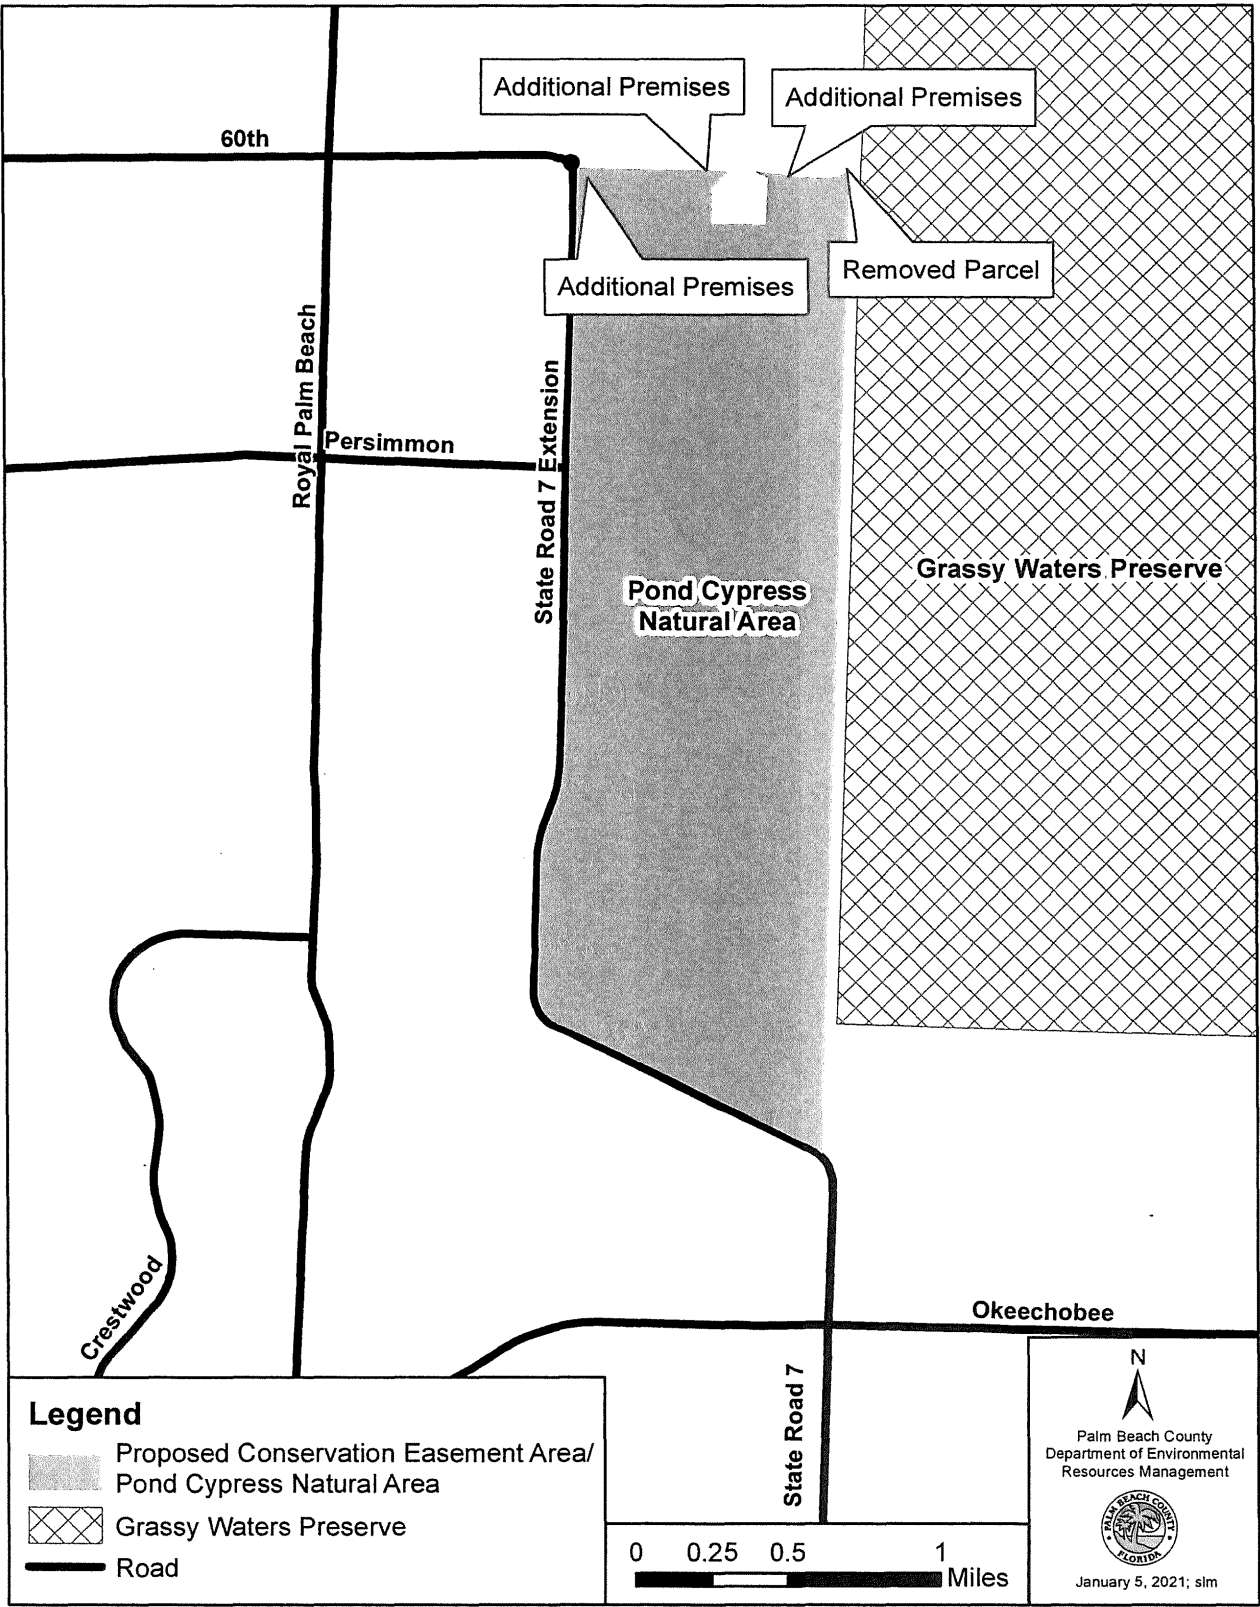 Additional Premises
Additional Premises
60th
Additional Premises
Removed Parcel
Royal Palm Beach
State Road 7 Extension
Persimmon
Grassy Waters Preserve
Pond Cypress
Natural Area
Crestwood
Okeechobee
State Road 7
Legend
Proposed Conservation Easement Area/
Pond Cypress Natural Area
Grassy Waters Preserve
Road
0 0.25 0.5 1
Miles
N
Palm Beach County
Department of Environmental
Resources Management
PALM BEACH COUNTY
FLORIDA
January 5, 2021; slm